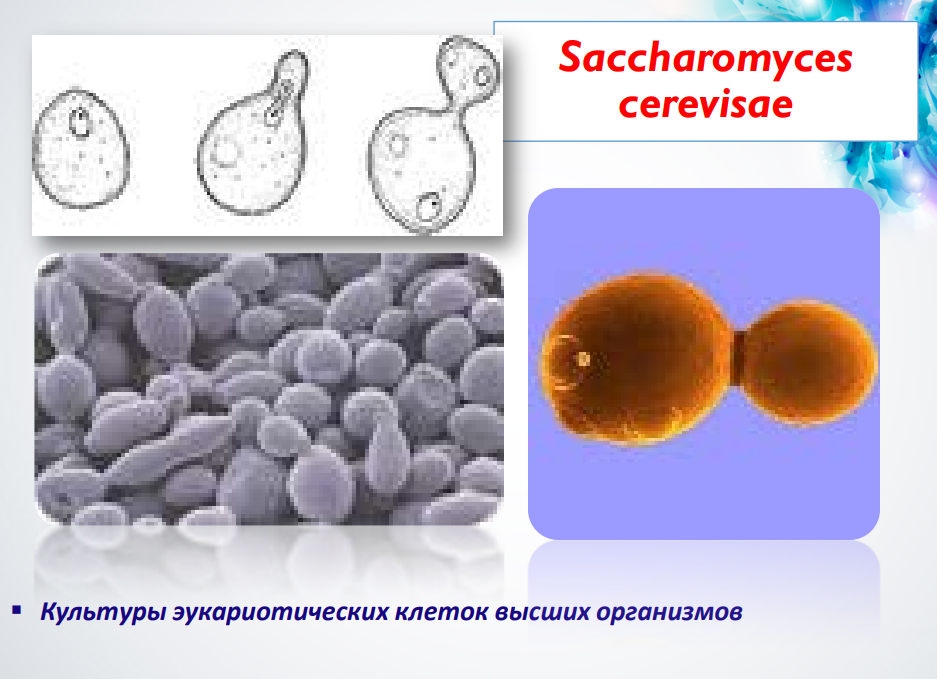 Saccharomyces
cerevisae
▪ Культуры эукариотических клеток высших организмов